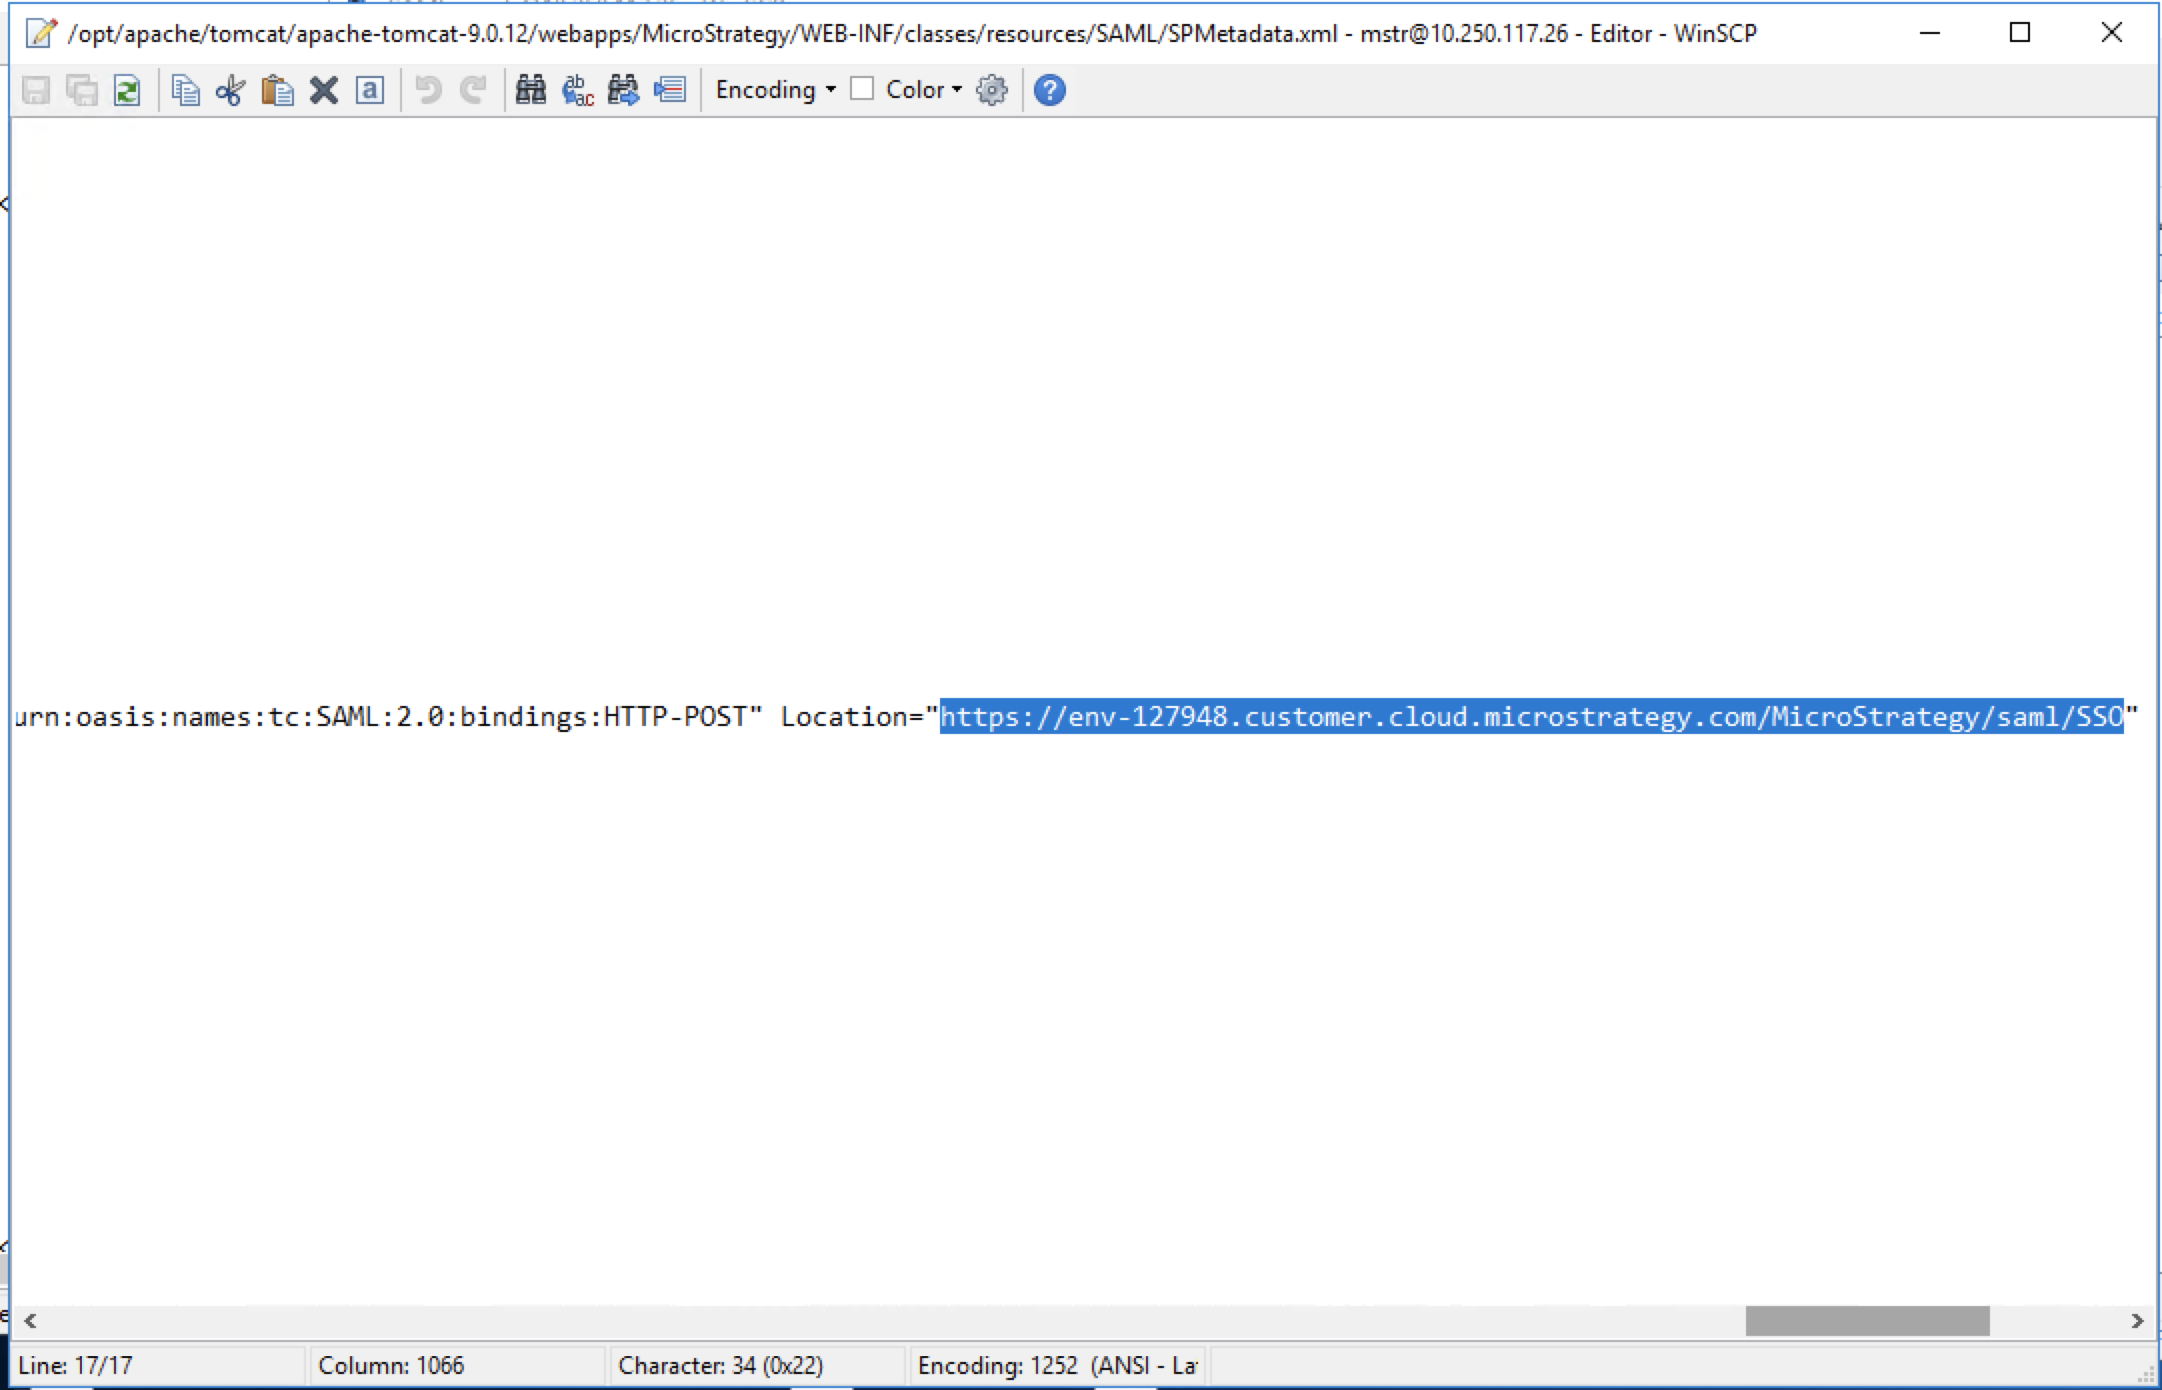 /opt/apache/tomcat/apache-tomcat-9.0.12/webapps/MicroStrategy/WEB-INF/classes/resources/SAML/SPMetadata.xml - mstr@10.250.117.26 - Editor - WinSCP
Encoding Color
urn:oasis:names:tc:SAML:2.0:bindings:HTTP-POST" Location="https://env-127948.customer.cloud.microstrategy.com/MicroStrategy/saml/SSO"
Line: 17/17 Column: 1066 Character: 34 (0x22) Encoding: 1252 (ANSI - La